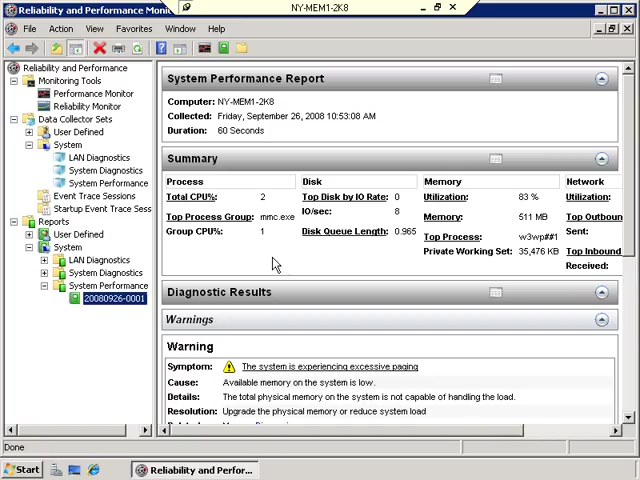 Reliability and Performance Moni
NY-MEM1-2K8
File Action View Favorites Window Help
Reliability and Performance
Monitoring Tools
Performance Monitor
Reliability Monitor
Data Collector Sets
User Defined
System
LAN Diagnostics
System Diagnostics
System Performance
Event Trace Sessions
Startup Event Trace Sess
Reports
User Defined
System
LAN Diagnostics
System Diagnostics
System Performance
20080926-0001
System Performance Report
Computer: NY-MEM1-2K8
Collected: Friday, September 26, 2008 10:53:08 AM
Duration: 60 Seconds
Summary
Process Disk Memory Network
Total CPU%: 2 Top Disk by IO Rate: 0 Utilization: 83 % Utilization:
IO/sec: 8
Top Process Group: mmc.exe Memory: 511 MB Top Outboun
Group CPU%: 1 Disk Queue Length: 0.965 Top Process: w3wp##1 Sent:
Private Working Set: 35,476 KB Top Inbound
Received:
Diagnostic Results
Warnings
Warning
Symptom: The system is experiencing excessive paging
Cause: Available memory on the system is low.
Details: The total physical memory on the system is not capable of handling the load.
Resolution: Upgrade the physical memory or reduce system load
Done
Start Reliability and Perfor...